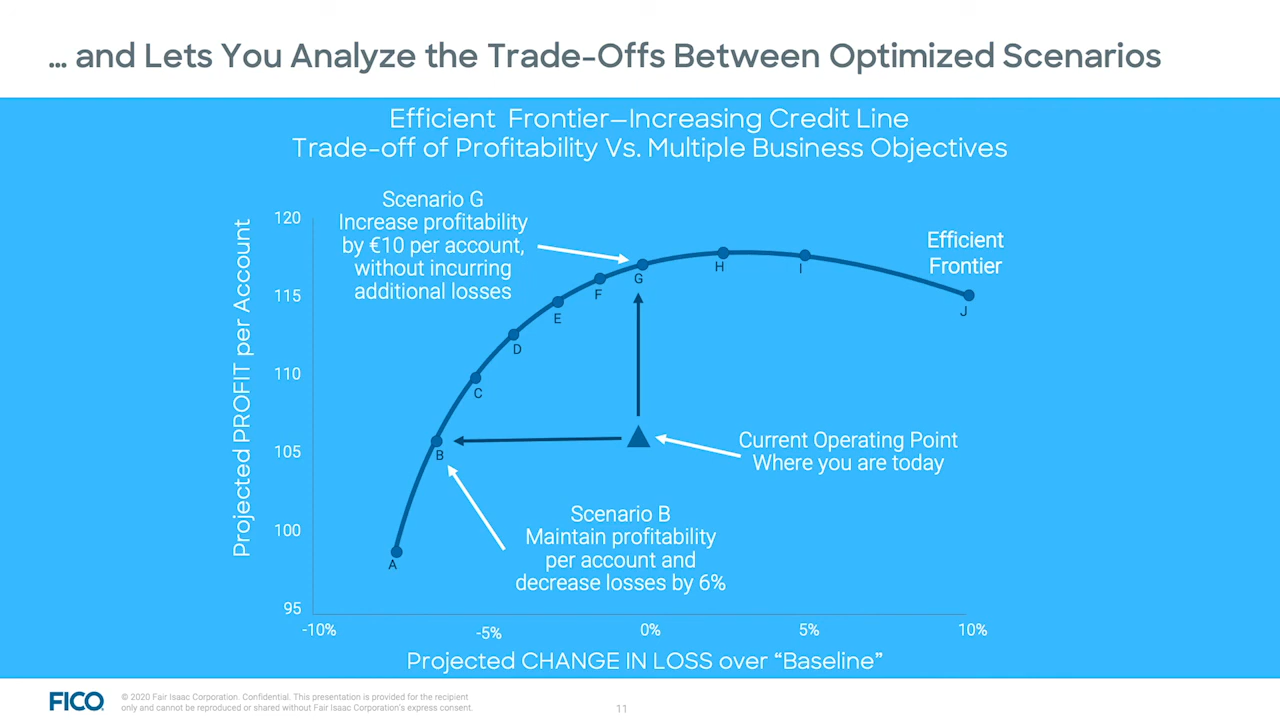 … and Lets You Analyze the Trade-Offs Between Optimized Scenarios
Efficient Frontier—Increasing Credit Line
Trade-off of Profitability Vs. Multiple Business Objectives
Scenario G
Increase profitability
by €10 per account,
without incurring
additional losses
Efficient
Frontier
Projected PROFIT per Account
120
115
110
105
100
95
A
B
C
D
E
F
G
H
I
J
Current Operating Point
Where you are today
Scenario B
Maintain profitability
per account and
decrease losses by 6%
-10%
-5%
0%
5%
10%
Projected CHANGE IN LOSS over “Baseline”
FICO
© 2020 Fair Isaac Corporation. Confidential. This presentation is provided for the recipient
only and cannot be reproduced or shared without Fair Isaac Corporation's express consent.
11